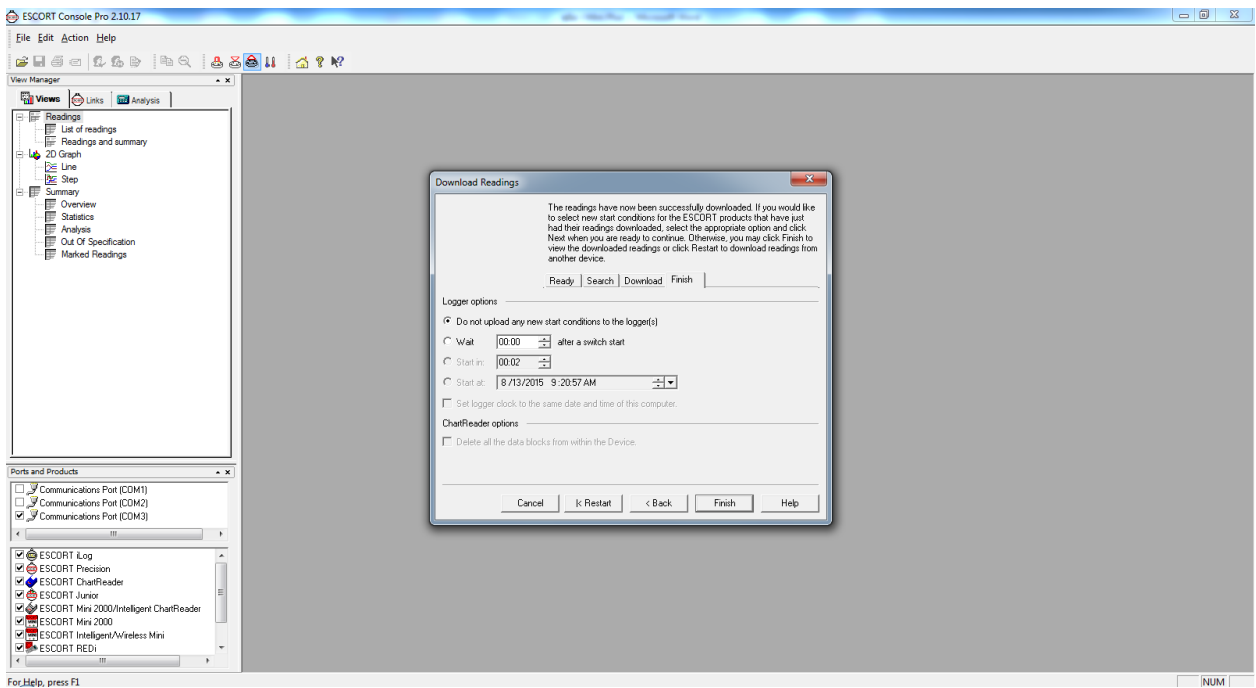 ESCORT Console Pro 2.10.17
File Edit Action Help
View Manager
Views Links Analysis
Readings
List of readings
Readings and summary
2D Graph
Line
Step
Summary
Overview
Statistics
Analysis
Out Of Specification
Marked Readings
Ports and Products
Communications Port (COM1)
Communications Port (COM2)
Communications Port (COM3)
ESCORT iLog
ESCORT Precision
ESCORT ChartReader
ESCORT Junior
ESCORT Mini 2000/Intelligent ChartReader
ESCORT Mini 2000
ESCORT Intelligent/Wireless Mini
ESCORT REDi
Download Readings
The readings have now been successfully downloaded. If you would like
to select new start conditions for the ESCORT products that have just
had their readings downloaded, select the appropriate option and click
Next when you are ready to continue. Otherwise, you may click Finish to
view the downloaded readings or click Restart to download readings from
another device.
Ready Search Download Finish
Logger options
Do not upload any new start conditions to the logger(s)
Wait 00:00 after a switch start
Start in: 00:02
Start at: 8/13/2015 9:20:57 AM
Set logger clock to the same date and time of this computer.
ChartReader options
Delete all the data blocks from within the Device.
Cancel |< Restart < Back Finish Help
For Help, press F1
NUM